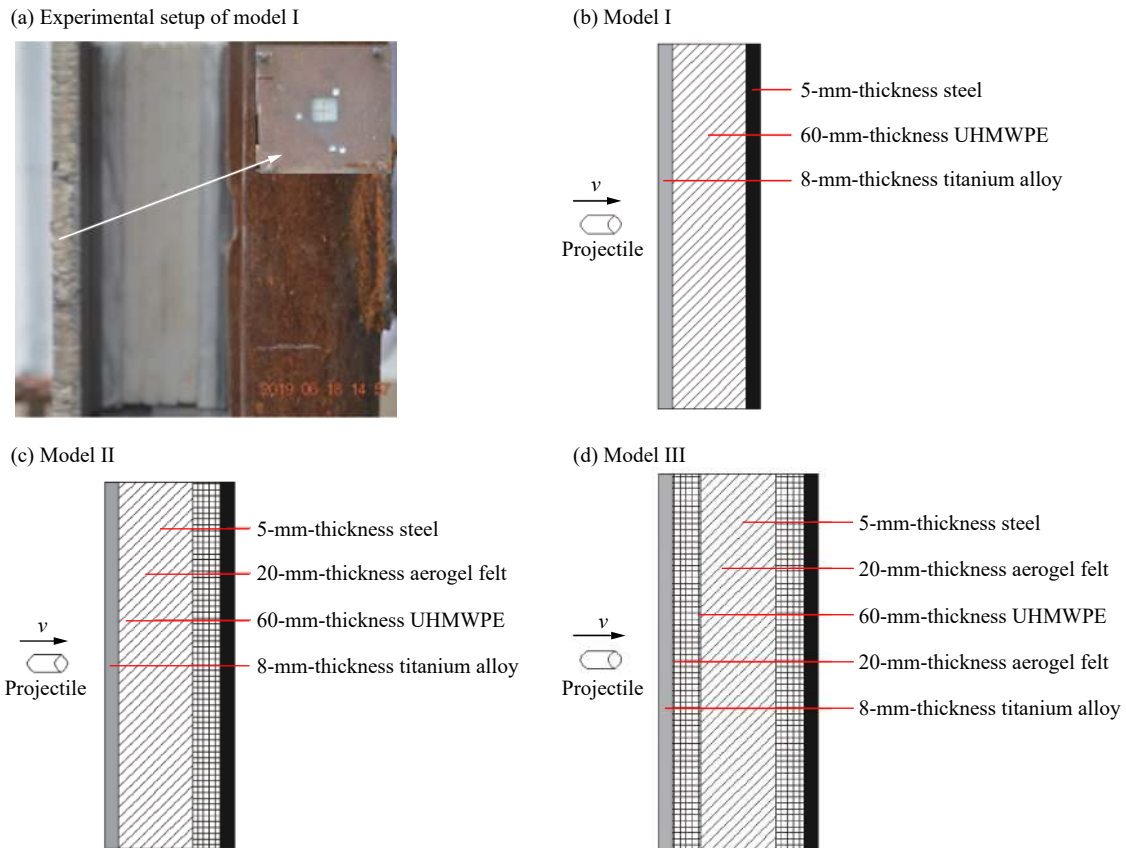 (a) Experimental setup of model I
2019 06 18 14 57
(b) Model I
5-mm-thickness steel
60-mm-thickness UHMWPE
8-mm-thickness titanium alloy
v
Projectile
(c) Model II
5-mm-thickness steel
20-mm-thickness aerogel felt
60-mm-thickness UHMWPE
8-mm-thickness titanium alloy
v
Projectile
(d) Model III
5-mm-thickness steel
20-mm-thickness aerogel felt
60-mm-thickness UHMWPE
20-mm-thickness aerogel felt
8-mm-thickness titanium alloy
v
Projectile